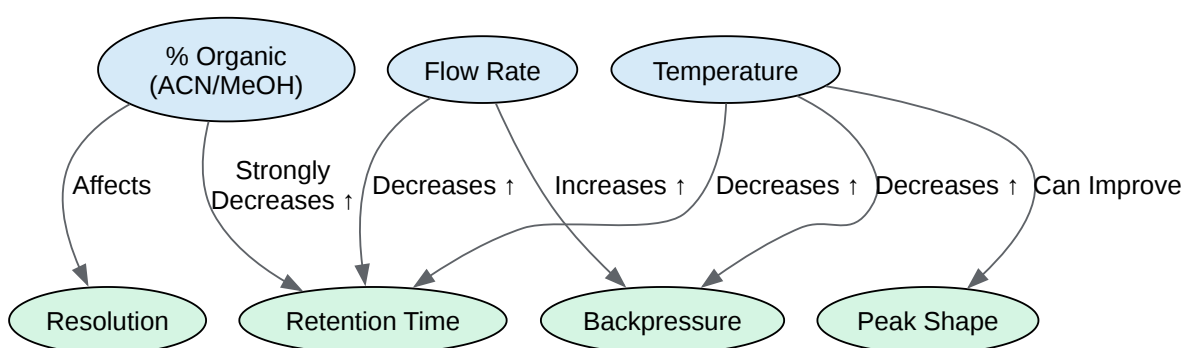 % Organic
(ACN/MeOH)
Flow Rate
Temperature
Affects
Strongly
Decreases ↑
Decreases ↑
Increases ↑
Decreases ↑
Decreases ↑
Can Improve
Resolution
Retention Time
Backpressure
Peak Shape